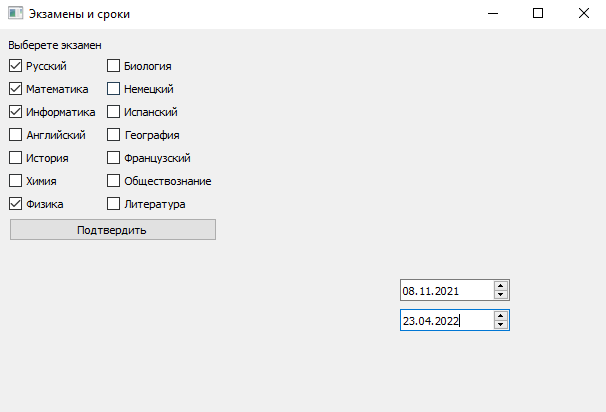 Экзамены и сроки
Выберете экзамен
Русский Биология
Математика Немецкий
Информатика Испанский
Английский География
История Французский
Химия Обществознание
Физика Литература
Подтвердить
08.11.2021
23.04.2022